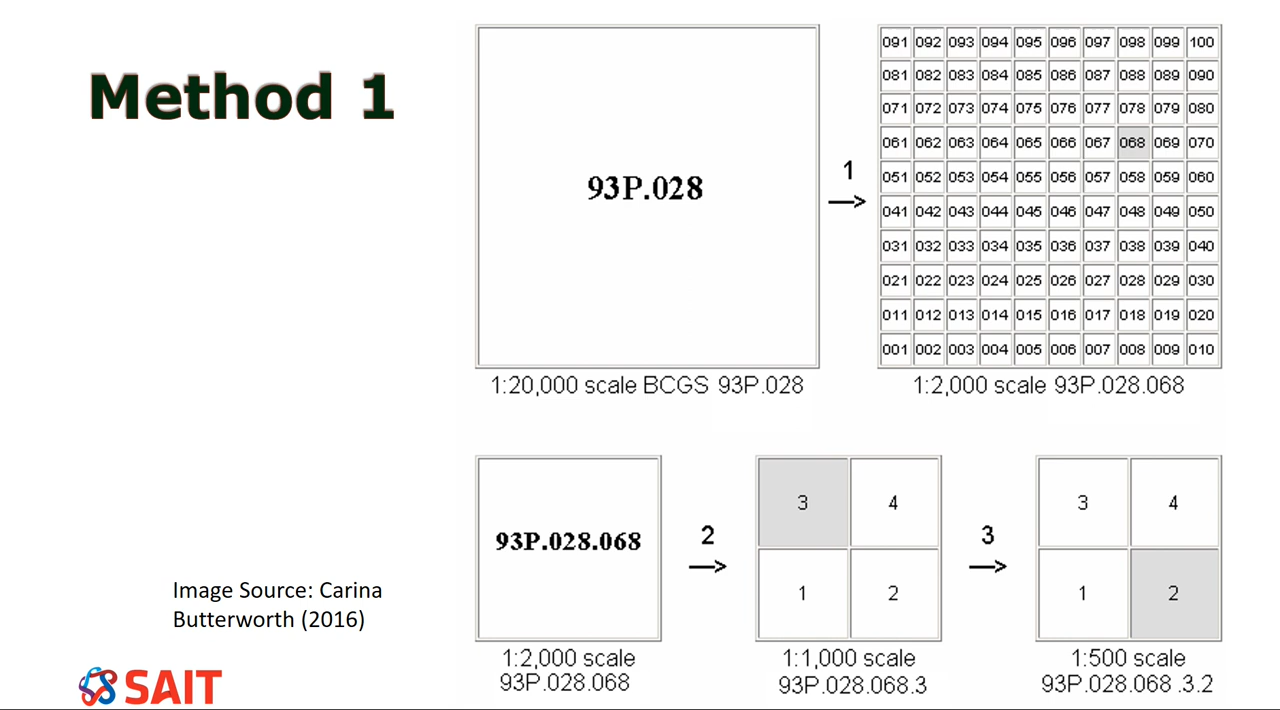 Method 1
93P.028
1
091 092 093 094 095 096 097 098 099 100
081 082 083 084 085 086 087 088 089 090
071 072 073 074 075 076 077 078 079 080
061 062 063 064 065 066 067 068 069 070
051 052 053 054 055 056 057 058 059 060
041 042 043 044 045 046 047 048 049 050
031 032 033 034 035 036 037 038 039 040
021 022 023 024 025 026 027 028 029 030
011 012 013 014 015 016 017 018 019 020
001 002 003 004 005 006 007 008 009 010
1:20,000 scale BCGS 93P.028
1:2,000 scale 93P.028.068
93P.028.068
2
3 4
1 2
3
3 4
1 2
1:2,000 scale
93P.028.068
1:1,000 scale
93P.028.068.3
1:500 scale
93P.028.068 .3.2
Image Source: Carina
Butterworth (2016)
SAIT